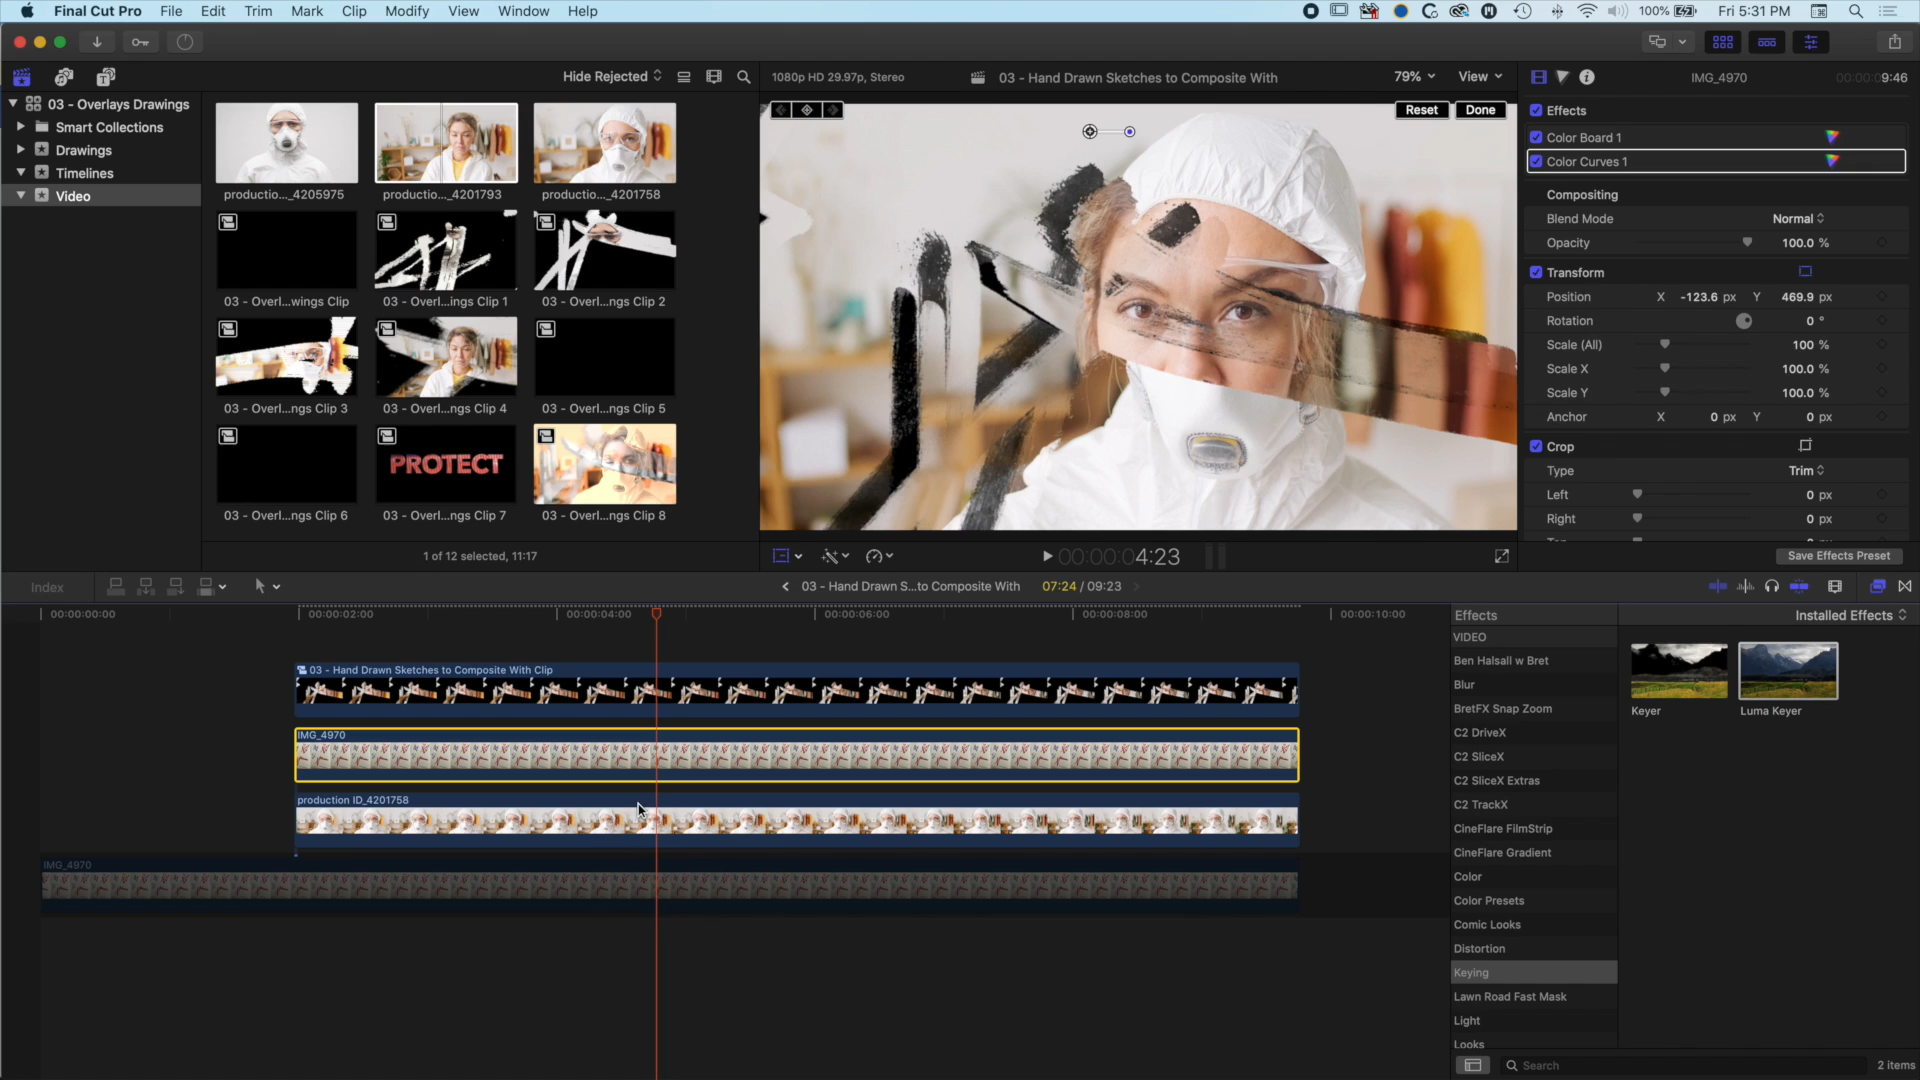 Final Cut Pro File Edit Trim Mark Clip Modify View Window Help 100% Fri 5:31 PM
Hide Rejected 1080p HD 29.97p, Stereo 03 - Hand Drawn Sketches to Composite With 79% View IMG_4970 00:00:09:46
03 - Overlays Drawings
Smart Collections
Drawings
Timelines
Video
productio..._4205975 productio..._4201793 productio..._4201758
03 - Overl...wings Clip 03 - Overl...ings Clip 1 03 - Overl...ings Clip 2
03 - Overl...ngs Clip 3 03 - Overl...ngs Clip 4 03 - Overl...ngs Clip 5
PROTECT
03 - Overl...ngs Clip 6 03 - Overl...ngs Clip 7 03 - Overl...ngs Clip 8
1 of 12 selected, 11:17
Reset Done
00:00:04:23
Effects
Color Board 1
Color Curves 1
Compositing
Blend Mode Normal
Opacity 100.0 %
Transform
Position X -123.6 px Y 469.9 px
Rotation 0 °
Scale (All) 100 %
Scale X 100.0 %
Scale Y 100.0 %
Anchor X 0 px Y 0 px
Crop
Type Trim
Left 0 px
Right 0 px
Save Effects Preset
Index 03 - Hand Drawn S...to Composite With 07:24 / 09:23
00:00:00:00 00:00:02:00 00:00:04:00 00:00:06:00 00:00:08:00 00:00:10:00
03 - Hand Drawn Sketches to Composite With Clip
IMG_4970
production ID_4201758
IMG_4970
Effects Installed Effects
VIDEO
Ben Halsall w Bret
Blur
BretFX Snap Zoom
C2 DriveX
C2 SliceX
C2 SliceX Extras
C2 TrackX
CineFlare FilmStrip
CineFlare Gradient
Color
Color Presets
Comic Looks
Distortion
Keying
Lawn Road Fast Mask
Light
Looks
Keyer Luma Keyer
Search 2 items